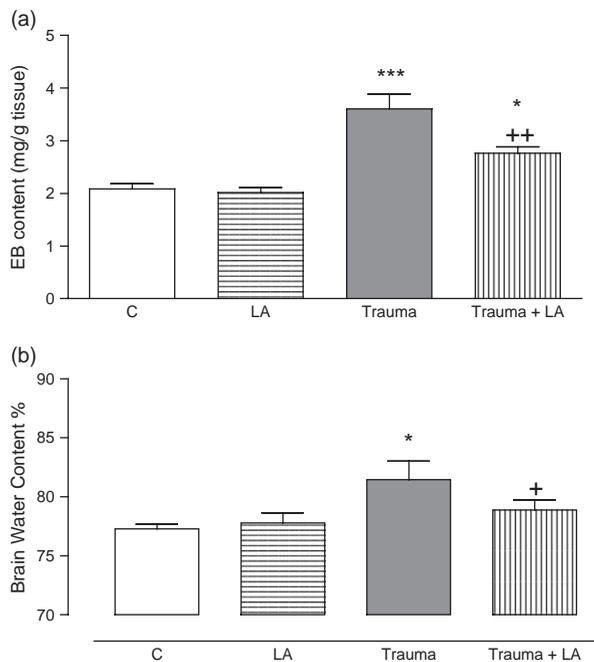 (a)
EB content (mg/g tissue)
5
4
3
2
1
0
***
*
++
C LA Trauma Trauma + LA
(b)
Brain Water Content %
90
85
80
75
70
*
+
C LA Trauma Trauma + LA